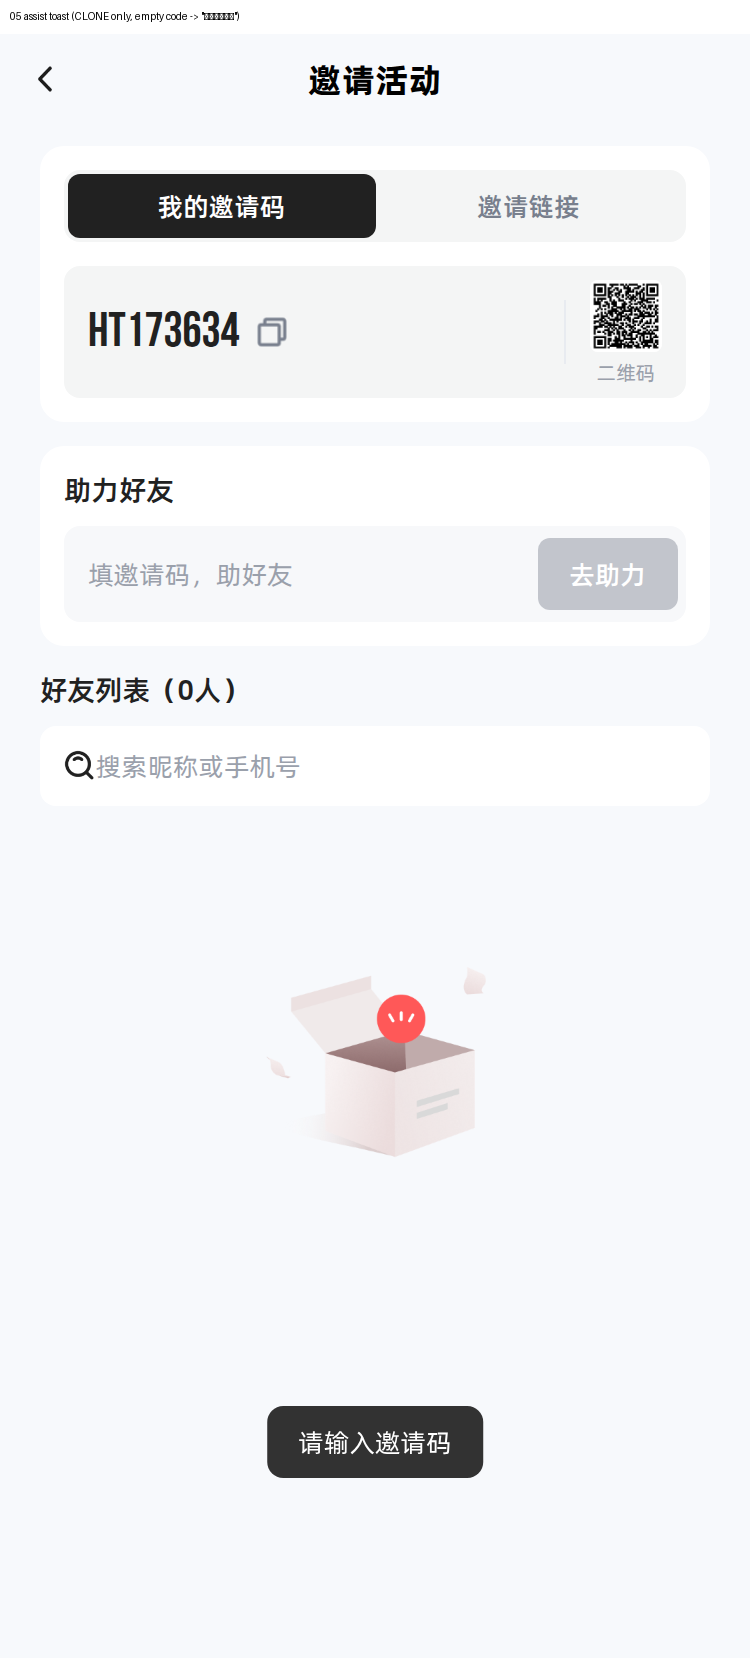 05 assist toast (CLONE only, empty code -> "□□□□□□")
邀请活动
我的邀请码
邀请链接
HT173634
二维码
助力好友
填邀请码，助好友
去助力
好友列表（0人）
搜索昵称或手机号
请输入邀请码